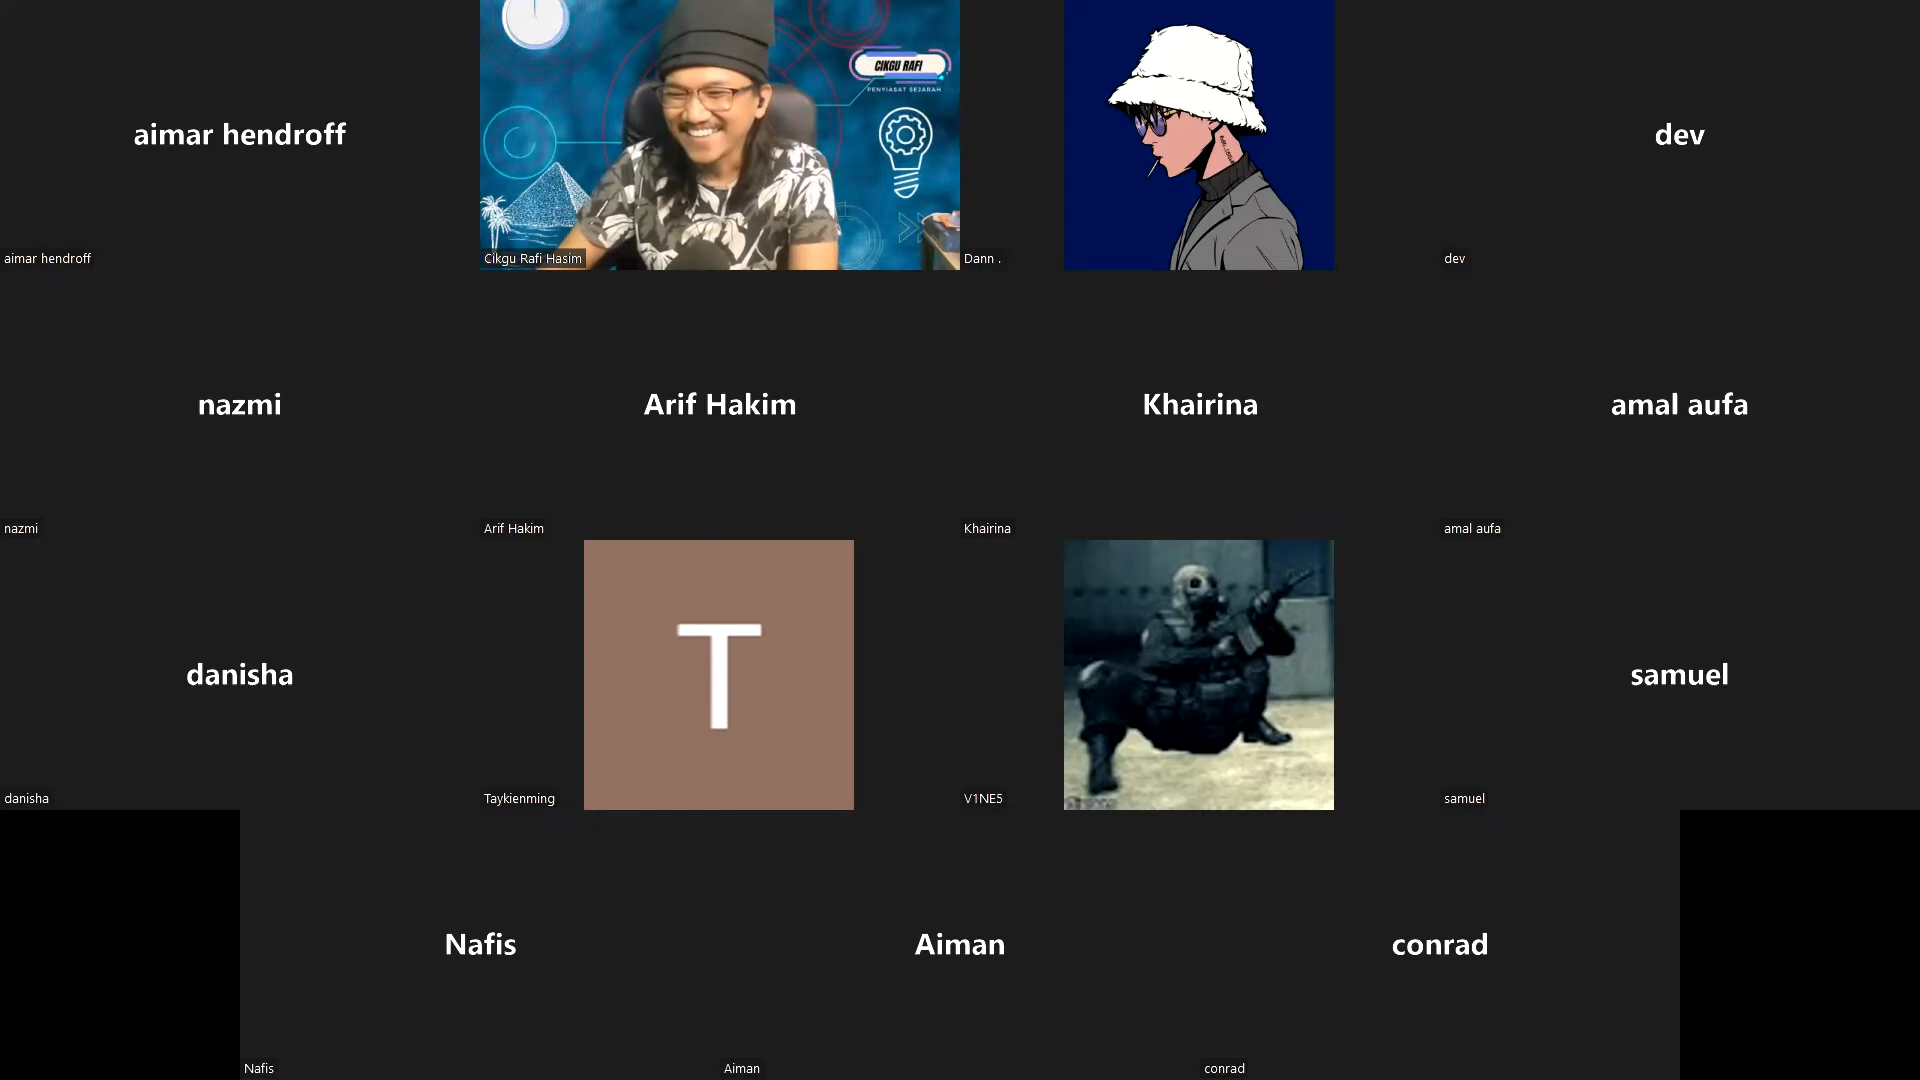 aimar hendroff
aimar hendroff
CIKGU RAFI
PENYIASAT SEJARAH
Cikgu Rafi Hasim
Dann .
dev
dev
nazmi
nazmi
Arif Hakim
Arif Hakim
Khairina
Khairina
amal aufa
amal aufa
danisha
danisha
T
Taykienming
V1NE5
samuel
samuel
Nafis
Nafis
Aiman
Aiman
conrad
conrad